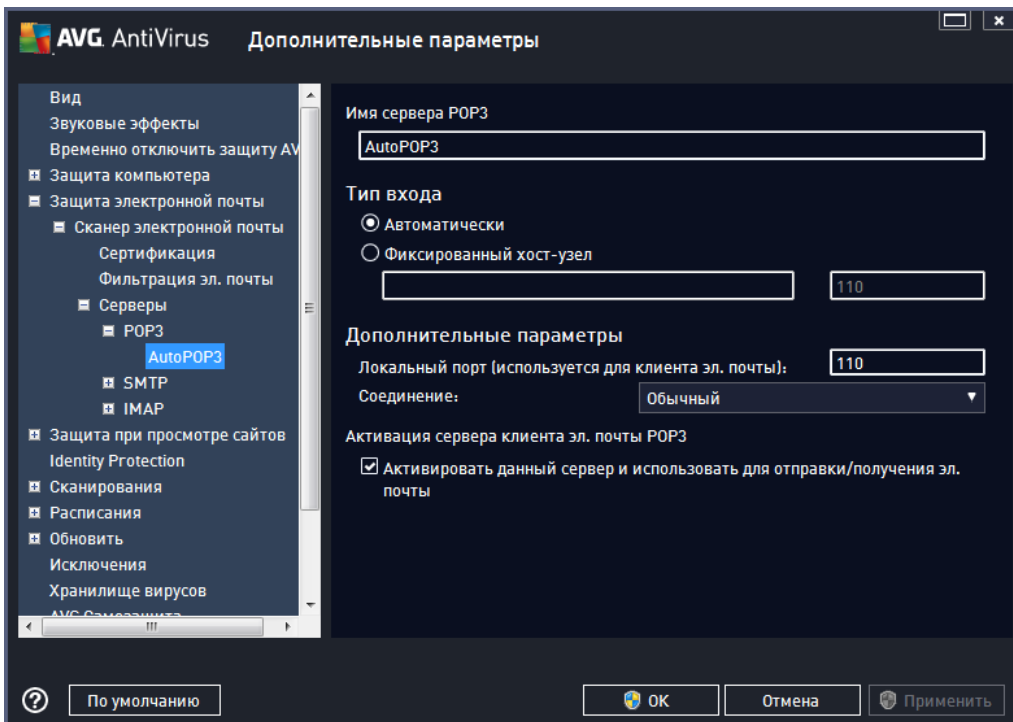 AVG AntiVirus Дополнительные параметры
Вид
Звуковые эффекты
Временно отключить защиту AV
Защита компьютера
Защита электронной почты
Сканер электронной почты
Сертификация
Фильтрация эл. почты
Серверы
POP3
AutoPOP3
SMTP
IMAP
Защита при просмотре сайтов
Identity Protection
Сканирования
Расписания
Обновить
Исключения
Хранилище вирусов
AVG Самозащита
Имя сервера POP3
AutoPOP3
Тип входа
Автоматически
Фиксированный хост-узел
110
Дополнительные параметры
Локальный порт (используется для клиента эл. почты): 110
Соединение: Обычный
Активация сервера клиента эл. почты POP3
Активировать данный сервер и использовать для отправки/получения эл.
почты
По умолчанию OK Отмена Применить